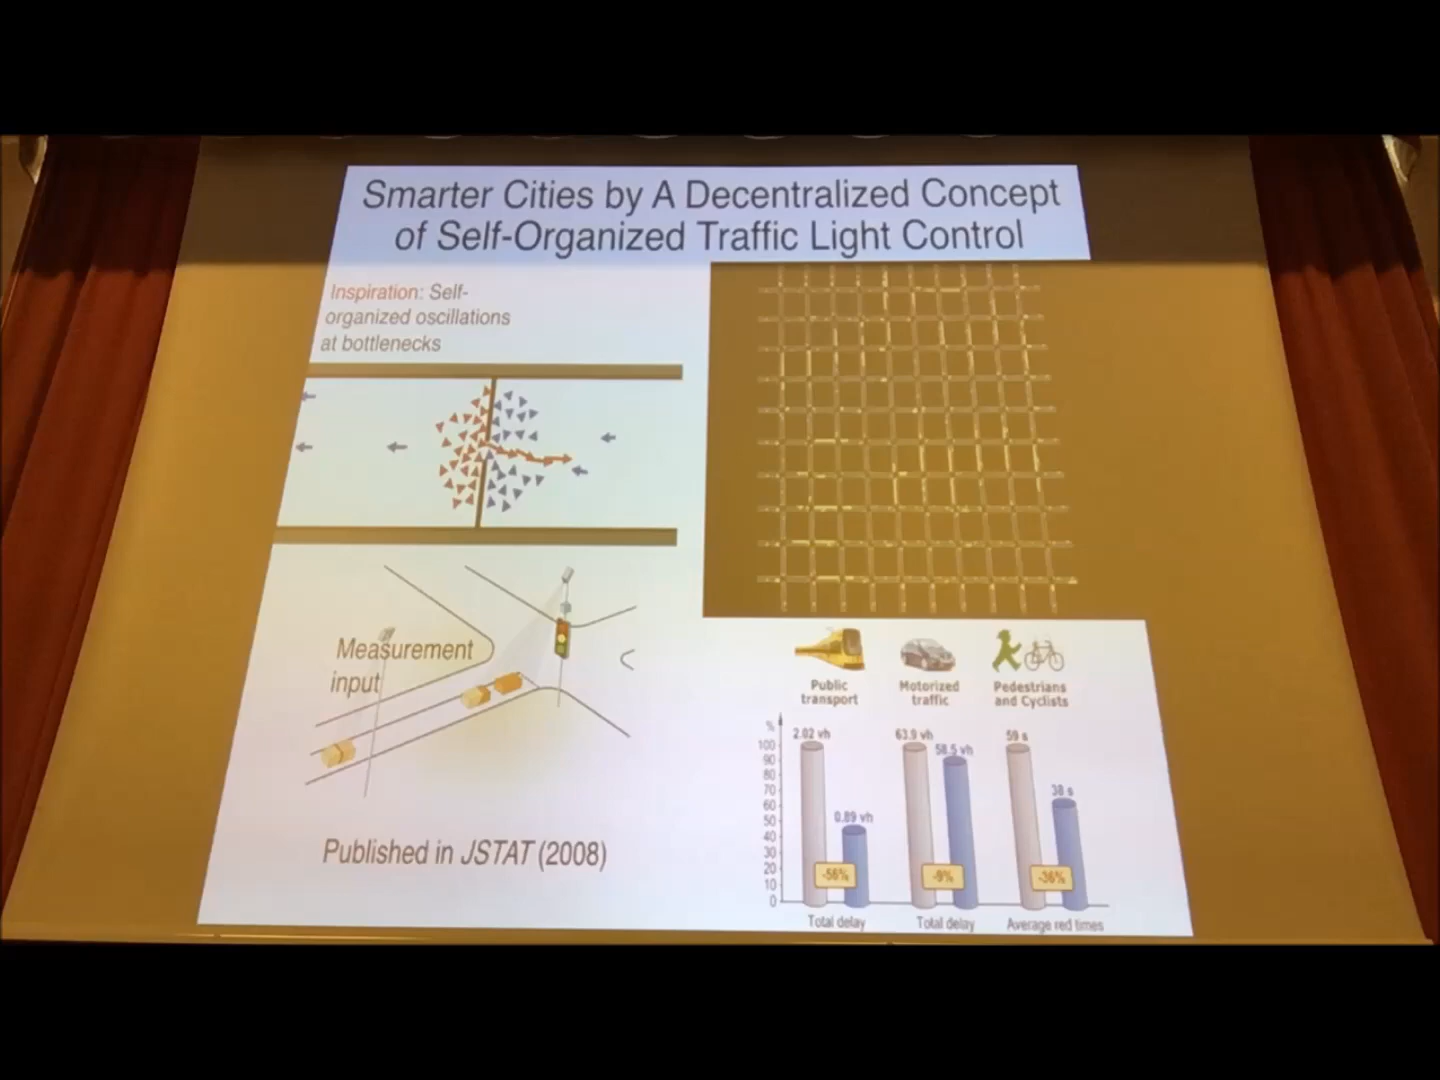 Smarter Cities by A Decentralized Concept
of Self-Organized Traffic Light Control
Inspiration: Self-
organized oscillations
at bottlenecks
Measurement
input
Published in JSTAT (2008)
Public
transport
Motorized
traffic
Pedestrians
and Cyclists
%
100
90
80
70
60
50
40
30
20
10
0
2.02 vh
0.89 vh
-56%
Total delay
63.9 vh
58.5 vh
-9%
Total delay
59 s
38 s
-36%
Average red times